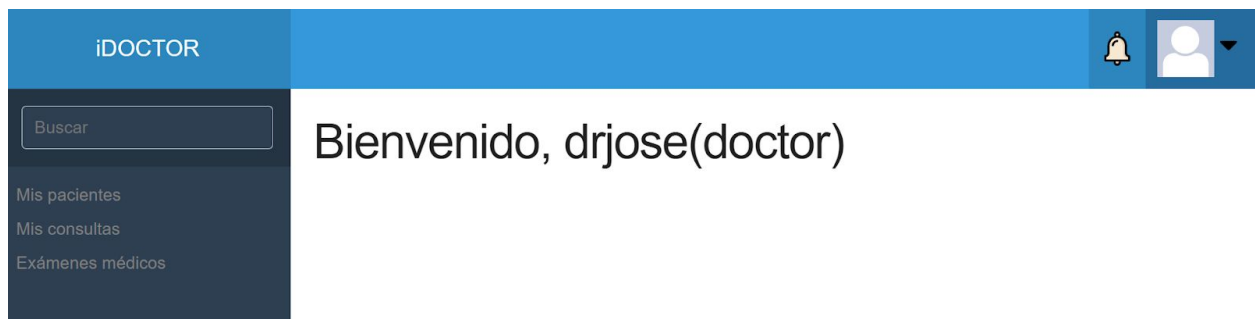 iDOCTOR
Buscar
Bienvenido, drjose(doctor)
Mis pacientes
Mis consultas
Exámenes médicos